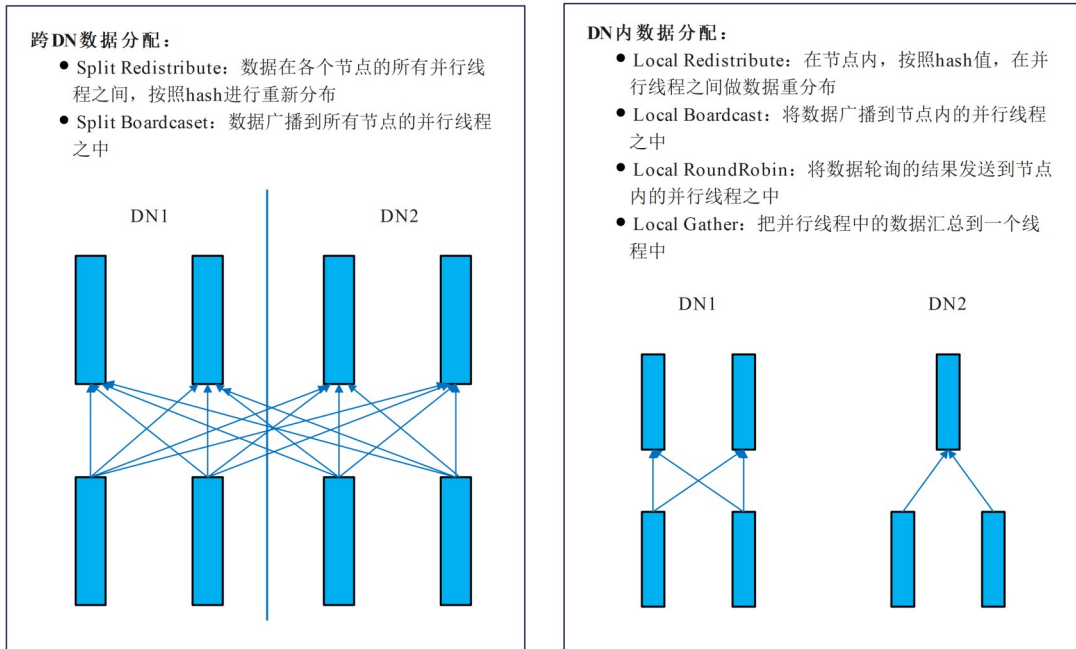 跨DN数据分配：
● Split Redistribute：数据在各个节点的所有并行线
程之间，按照hash进行重新分布
● Split Boardcaset：数据广播到所有节点的并行线程
之中
DN1
DN2
DN内数据分配：
● Local Redistribute：在节点内，按照hash值，在并
行线程之间做数据重分布
● Local Boardcast：将数据广播到节点内的并行线程
之中
● Local RoundRobin：将数据轮询的结果发送到节点
内的并行线程之中
● Local Gather：把并行线程中的数据汇总到一个线
程中
DN1
DN2